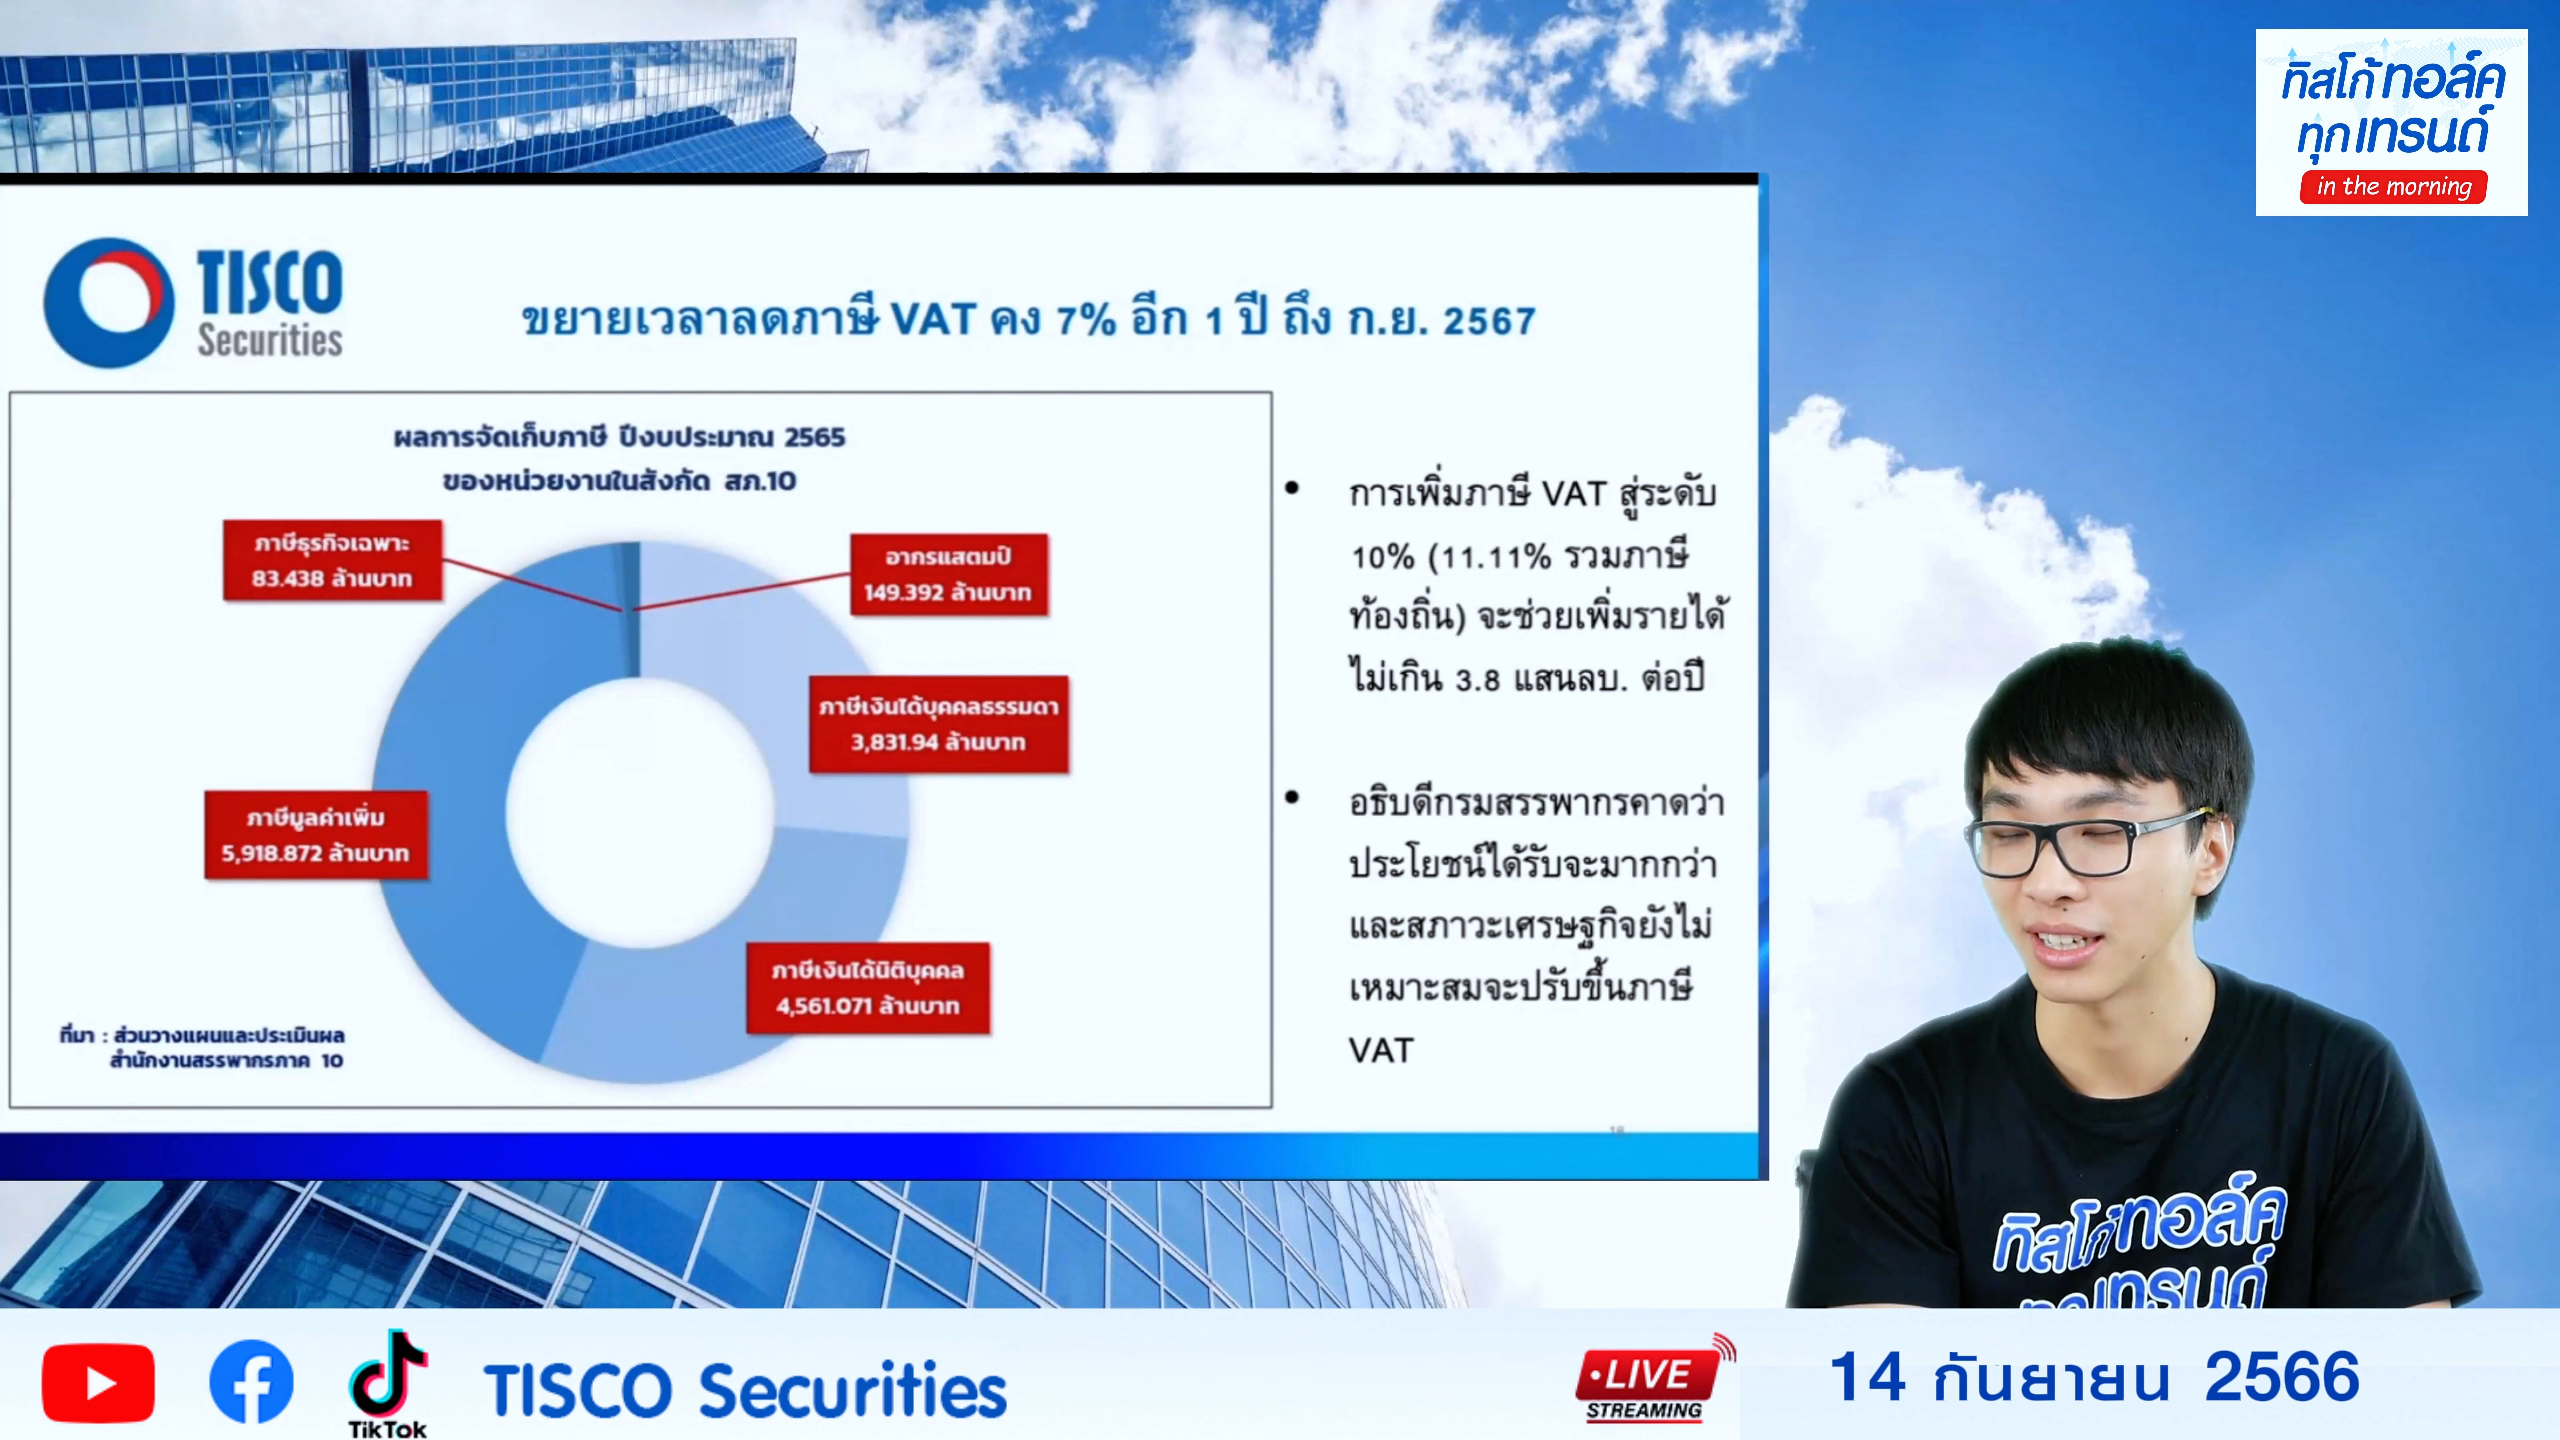 ทิสโก้ทอล์ค
ทุกเทรนด์
in the morning
TISCO
Securities
ขยายเวลาลดภาษี VAT คง 7% อีก 1 ปี ถึง ก.ย. 2567
ผลการจัดเก็บภาษี ปีงบประมาณ 2565
ของหน่วยงานในสังกัด สภ.10
ภาษีธุรกิจเฉพาะ
83.438 ล้านบาท
อากรแสตมป์
149.392 ล้านบาท
ภาษีเงินได้บุคคลธรรมดา
3,831.94 ล้านบาท
ภาษีมูลค่าเพิ่ม
5,918.872 ล้านบาท
ภาษีเงินได้นิติบุคคล
4,561.071 ล้านบาท
ที่มา : ส่วนวางแผนและประเมินผล
สำนักงานสรรพากรภาค 10
• การเพิ่มภาษี VAT สู่ระดับ
10% (11.11% รวมภาษี
ท้องถิ่น) จะช่วยเพิ่มรายได้
ไม่เกิน 3.8 แสนลบ. ต่อปี
• อธิบดีกรมสรรพากรคาดว่า
ประโยชน์ได้รับจะมากกว่า
และสภาวะเศรษฐกิจยังไม่
เหมาะสมจะปรับขึ้นภาษี
VAT
ทิสโก้ทอล์ค
ทุกเทรนด์
TikTok
TISCO Securities
LIVE
STREAMING
14 กันยายน 2566